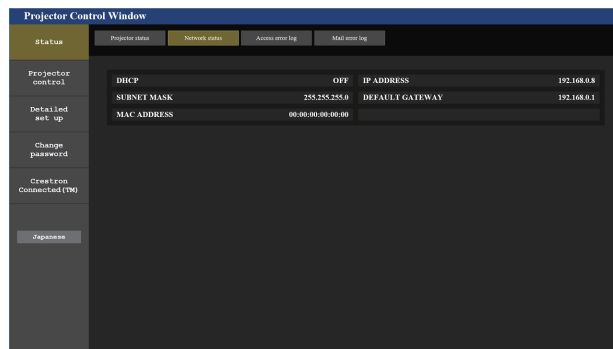 Projector Control Window
Status
Projector status
Network status
Access error log
Mail error log
Projector
control
Detailed
set up
Change
password
Crestron
Connected(TM)
Japanese
DHCP OFF IP ADDRESS 192.168.0.8
SUBNET MASK 255.255.255.0 DEFAULT GATEWAY 192.168.0.1
MAC ADDRESS 00:00:00:00:00:00